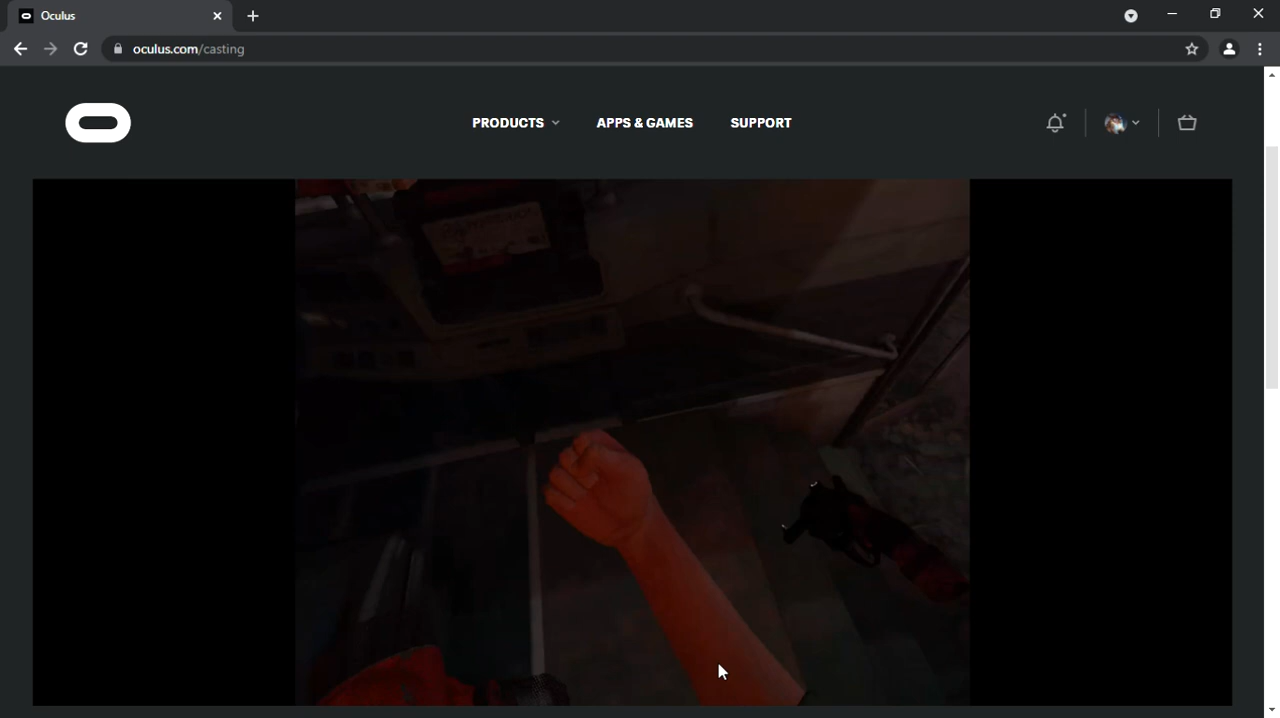 Oculus
oculus.com/casting
PRODUCTS
APPS & GAMES
SUPPORT